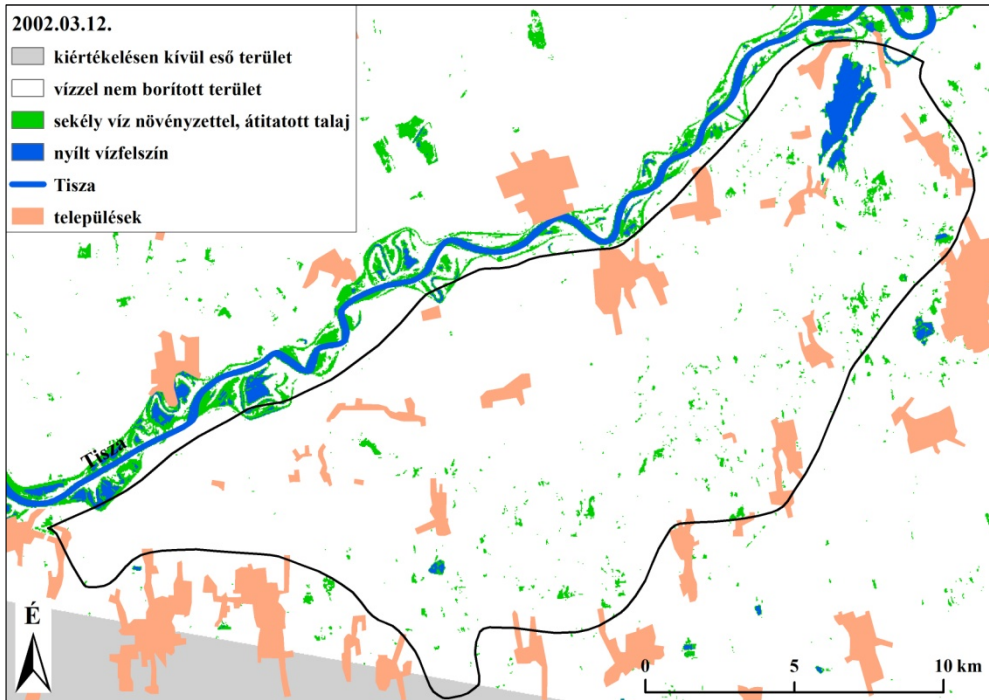 2002.03.12.
kiértékelésen kívül eső terület
vízzel nem borított terület
sekély víz növényzettel, átitatott talaj
nyílt vízfelszín
Tisza
települések
Tisza
É
0 5 10 km